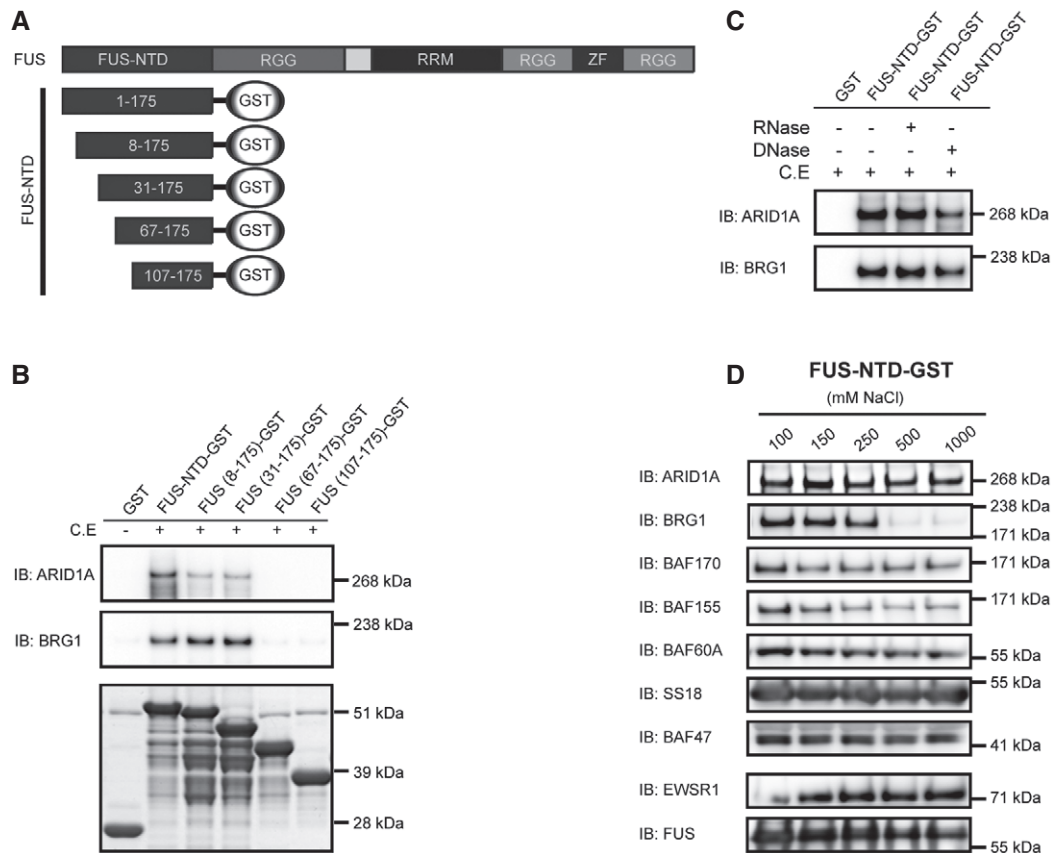 A
FUS
FUS-NTD RGG RRM RGG ZF RGG
FUS-NTD
1-175 GST
8-175 GST
31-175 GST
67-175 GST
107-175 GST
B
GST
FUS-NTD-GST
FUS (8-175)-GST
FUS (31-175)-GST
FUS (67-175)-GST
FUS (107-175)-GST
C.E - + + + + +
IB: ARID1A
268 kDa
238 kDa
IB: BRG1
51 kDa
39 kDa
28 kDa
C
GST
FUS-NTD-GST
FUS-NTD-GST
FUS-NTD-GST
RNase - - + -
DNase - - - +
C.E + + + +
IB: ARID1A 268 kDa
238 kDa
IB: BRG1
D
FUS-NTD-GST
(mM NaCl)
100 150 250 500 1000
IB: ARID1A 268 kDa
238 kDa
IB: BRG1
171 kDa
IB: BAF170 171 kDa
171 kDa
IB: BAF155
IB: BAF60A 55 kDa
55 kDa
IB: SS18
IB: BAF47 41 kDa
IB: EWSR1 71 kDa
IB: FUS 55 kDa